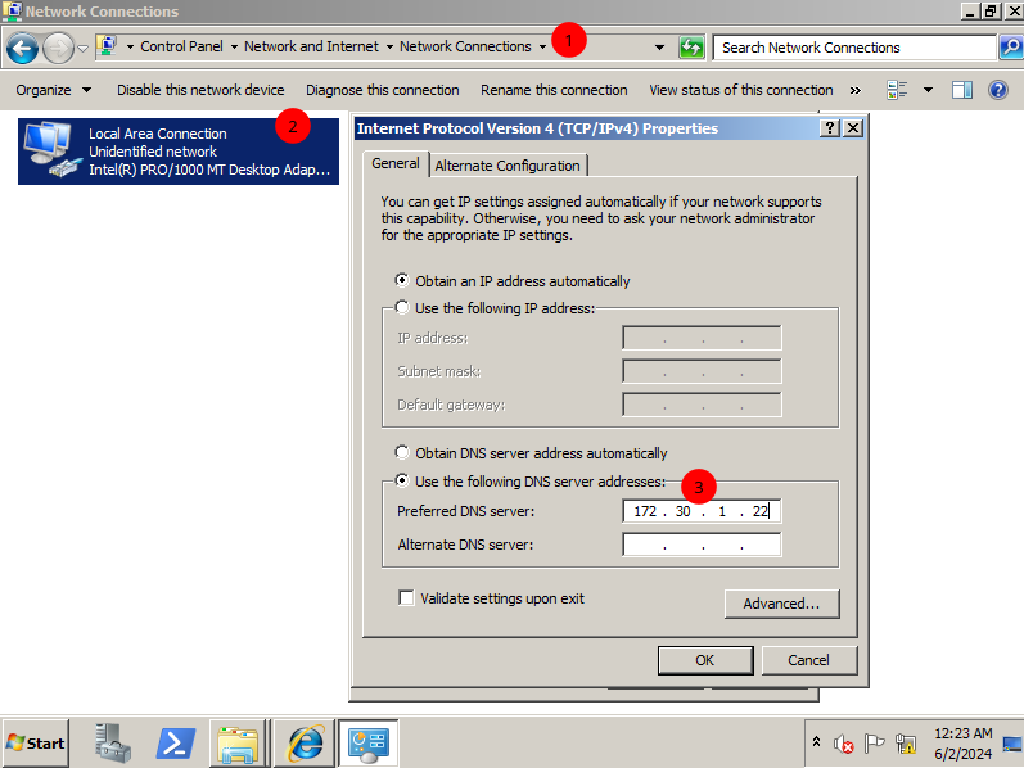 Network Connections
Control Panel Network and Internet Network Connections 1 Search Network Connections
Organize Disable this network device Diagnose this connection Rename this connection View status of this connection »
Local Area Connection 2
Unidentified network
Intel(R) PRO/1000 MT Desktop Adap...
Internet Protocol Version 4 (TCP/IPv4) Properties
General Alternate Configuration
You can get IP settings assigned automatically if your network supports
this capability. Otherwise, you need to ask your network administrator
for the appropriate IP settings.
Obtain an IP address automatically
Use the following IP address:
IP address: . . .
Subnet mask: . . .
Default gateway: . . .
Obtain DNS server address automatically
Use the following DNS server addresses: 3
Preferred DNS server: 172 . 30 . 1 . 22
Alternate DNS server: . . .
Validate settings upon exit
Advanced...
OK Cancel
Start
12:23 AM
6/2/2024